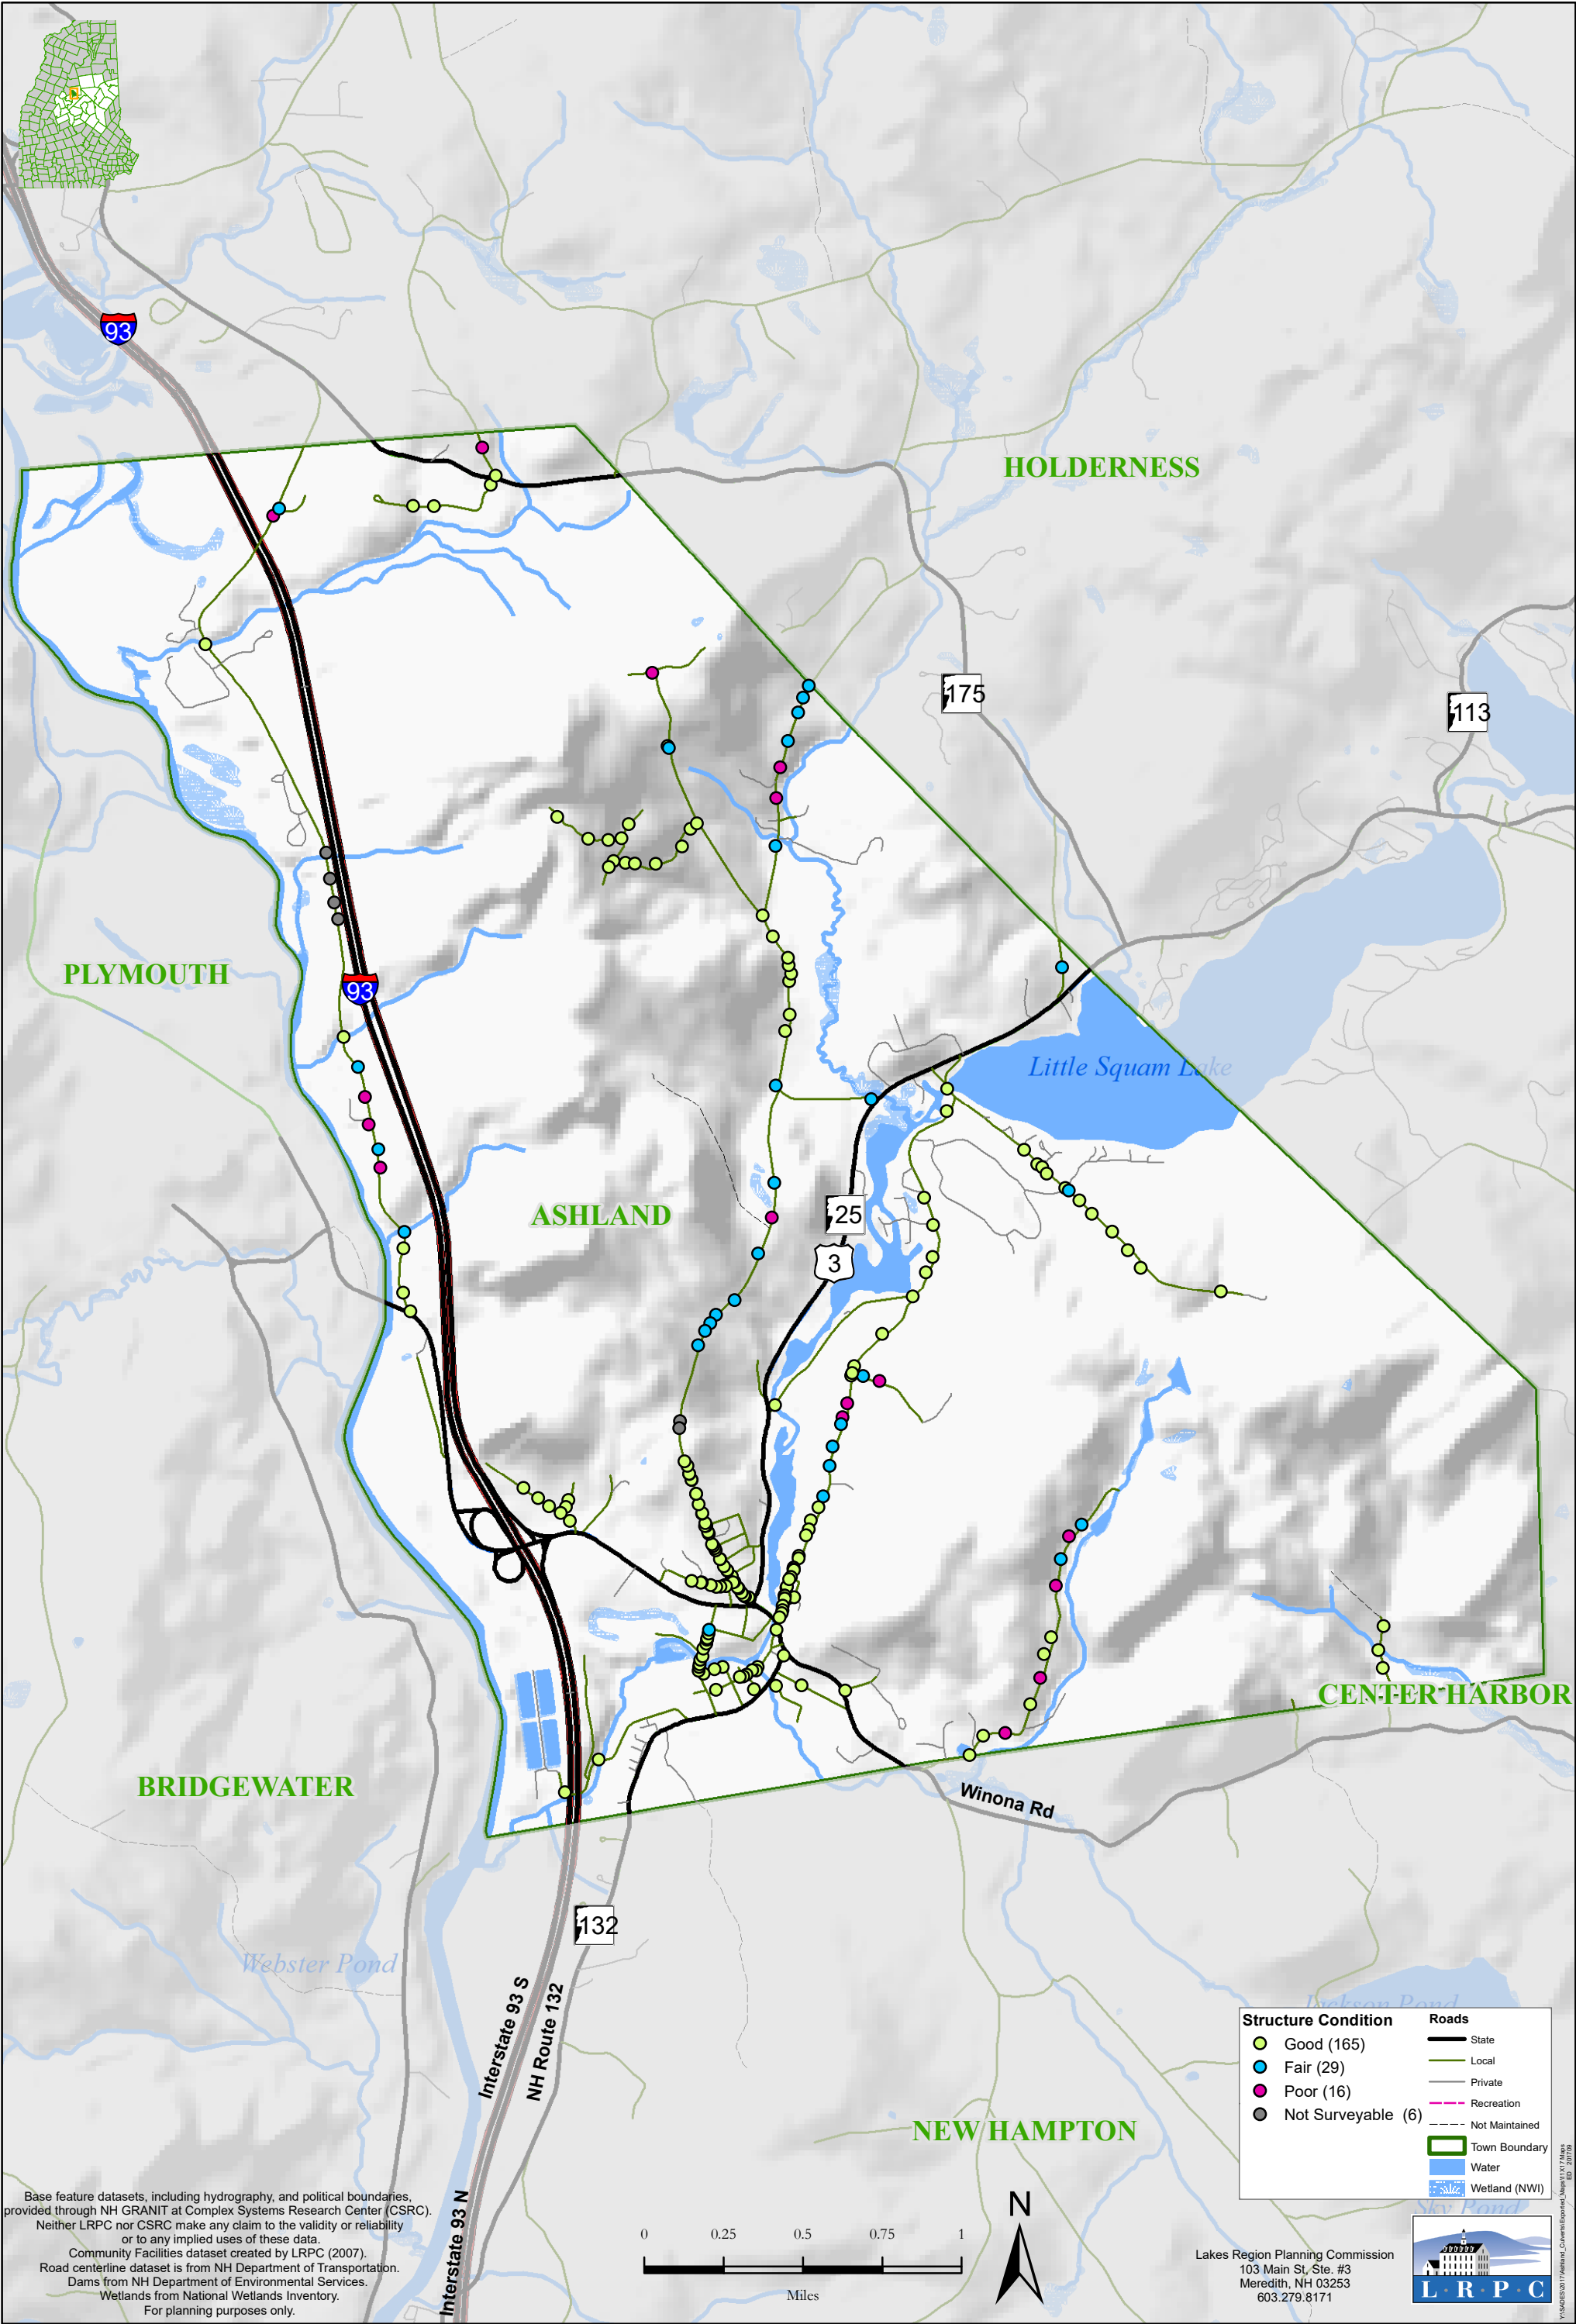 93
HOLDERNESS
175
113
PLYMOUTH
93
Little Squam Lake
ASHLAND
25
3
CENTER HARBOR
BRIDGEWATER
Winona Rd
132
Webster Pond
Interstate 93 S
NH Route 132
Interstate 93 N
NEW HAMPTON
Jackson Pond
Sky Pond
Structure Condition
Good (165)
Fair (29)
Poor (16)
Not Surveyable (6)
Roads
State
Local
Private
Recreation
Not Maintained
Town Boundary
Water
Wetland (NWI)
Base feature datasets, including hydrography, and political boundaries,
provided through NH GRANIT at Complex Systems Research Center (CSRC).
Neither LRPC nor CSRC make any claim to the validity or reliability
or to any implied uses of these data.
Community Facilities dataset created by LRPC (2007).
Road centerline dataset is from NH Department of Transportation.
Dams from NH Department of Environmental Services.
Wetlands from National Wetlands Inventory.
For planning purposes only.
0 0.25 0.5 0.75 1
Miles
N
Lakes Region Planning Commission
103 Main St, Ste. #3
Meredith, NH 03253
603.279.8171
L · R · P · C